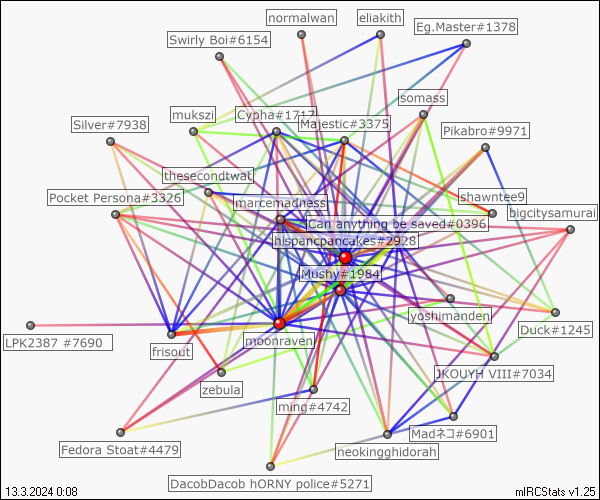 normalwan
eliakith
Eg.Master#1378
Swirly Boi#6154
somass
mukszi
Cypha#1717
Majestic#3375
Silver#7938
Pikabro#9971
thesecondtwat
Pocket Persona#3326
marcemadness
shawntee9
bigcitysamurai
Can anything be saved#0396
hispancpancakes#2928
Mushy#1984
yoshimanden
Duck#1245
LPK2387 #7690
frisout
moonraven
JKOUYH VIII#7034
zebula
ming#4742
Madネコ#6901
Fedora Stoat#4479
neokingghidorah
DacobDacob hORNY police#5271
13.3.2024 0:08
mIRCStats v1.25